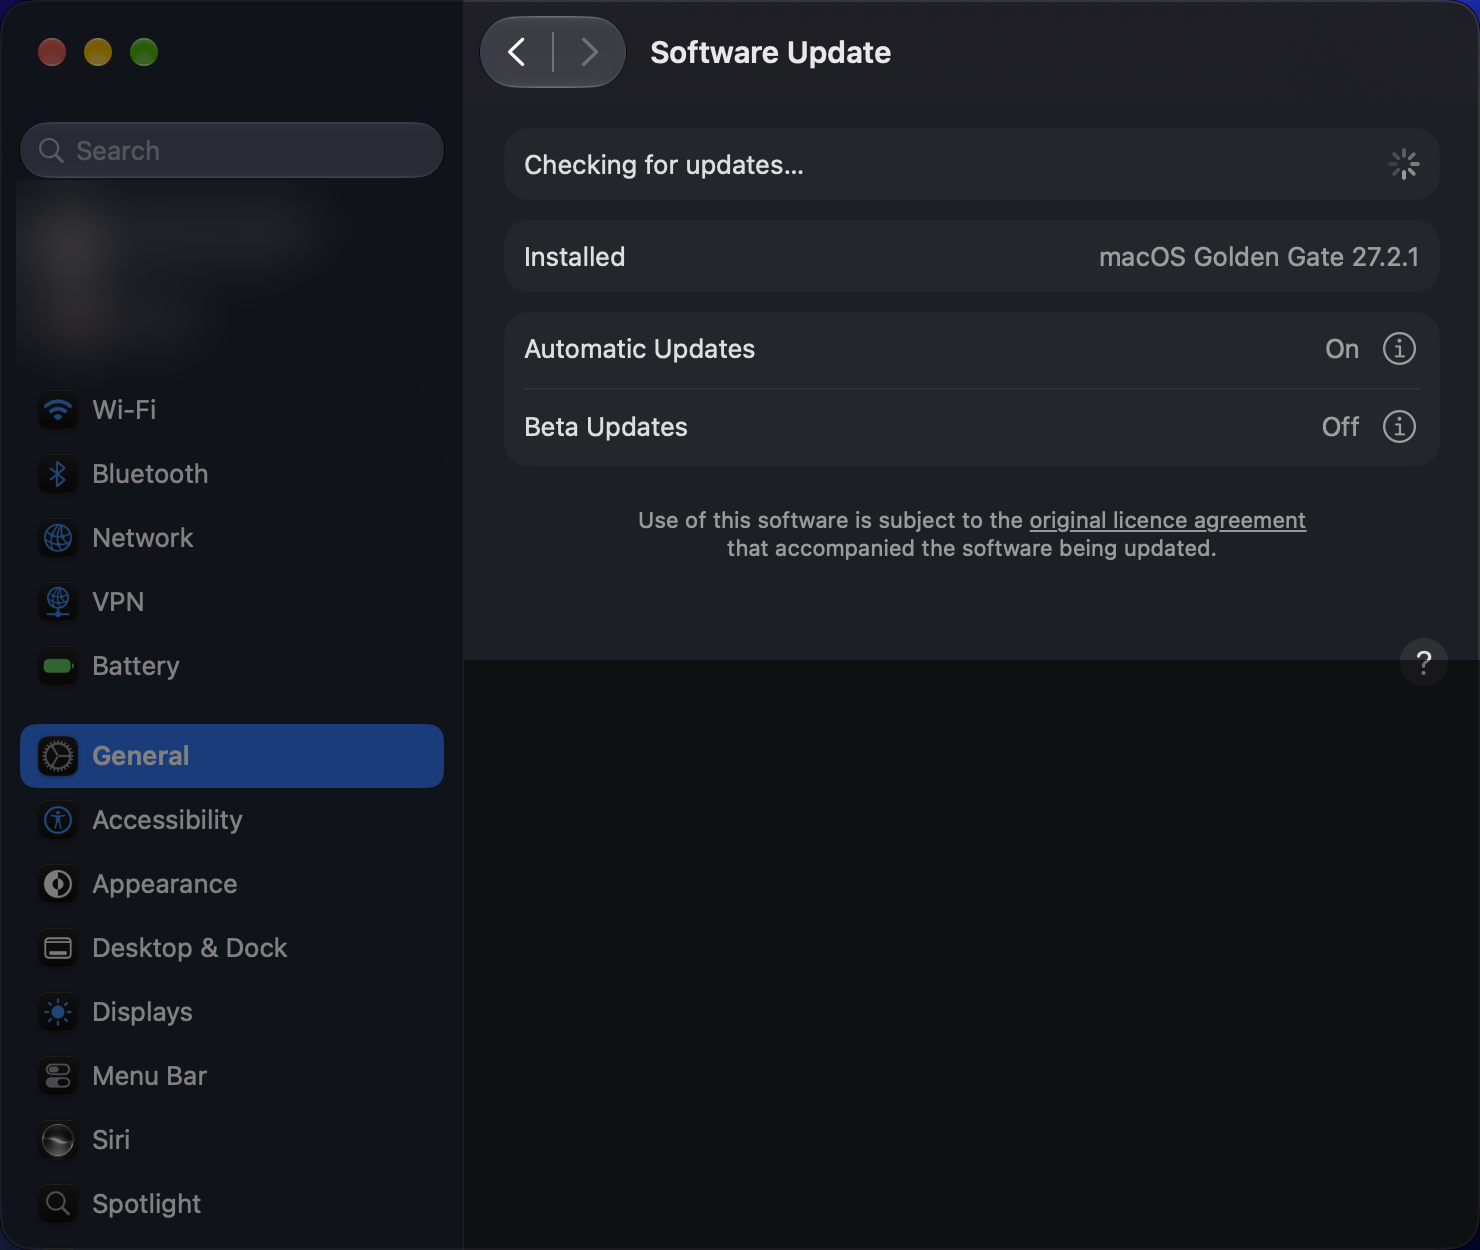 Software Update
Search
Checking for updates...
Installed
macOS Golden Gate 27.2.1
Automatic Updates
On
Beta Updates
Off
Use of this software is subject to the original licence agreement
that accompanied the software being updated.
?
Wi-Fi
Bluetooth
Network
VPN
Battery
General
Accessibility
Appearance
Desktop & Dock
Displays
Menu Bar
Siri
Spotlight